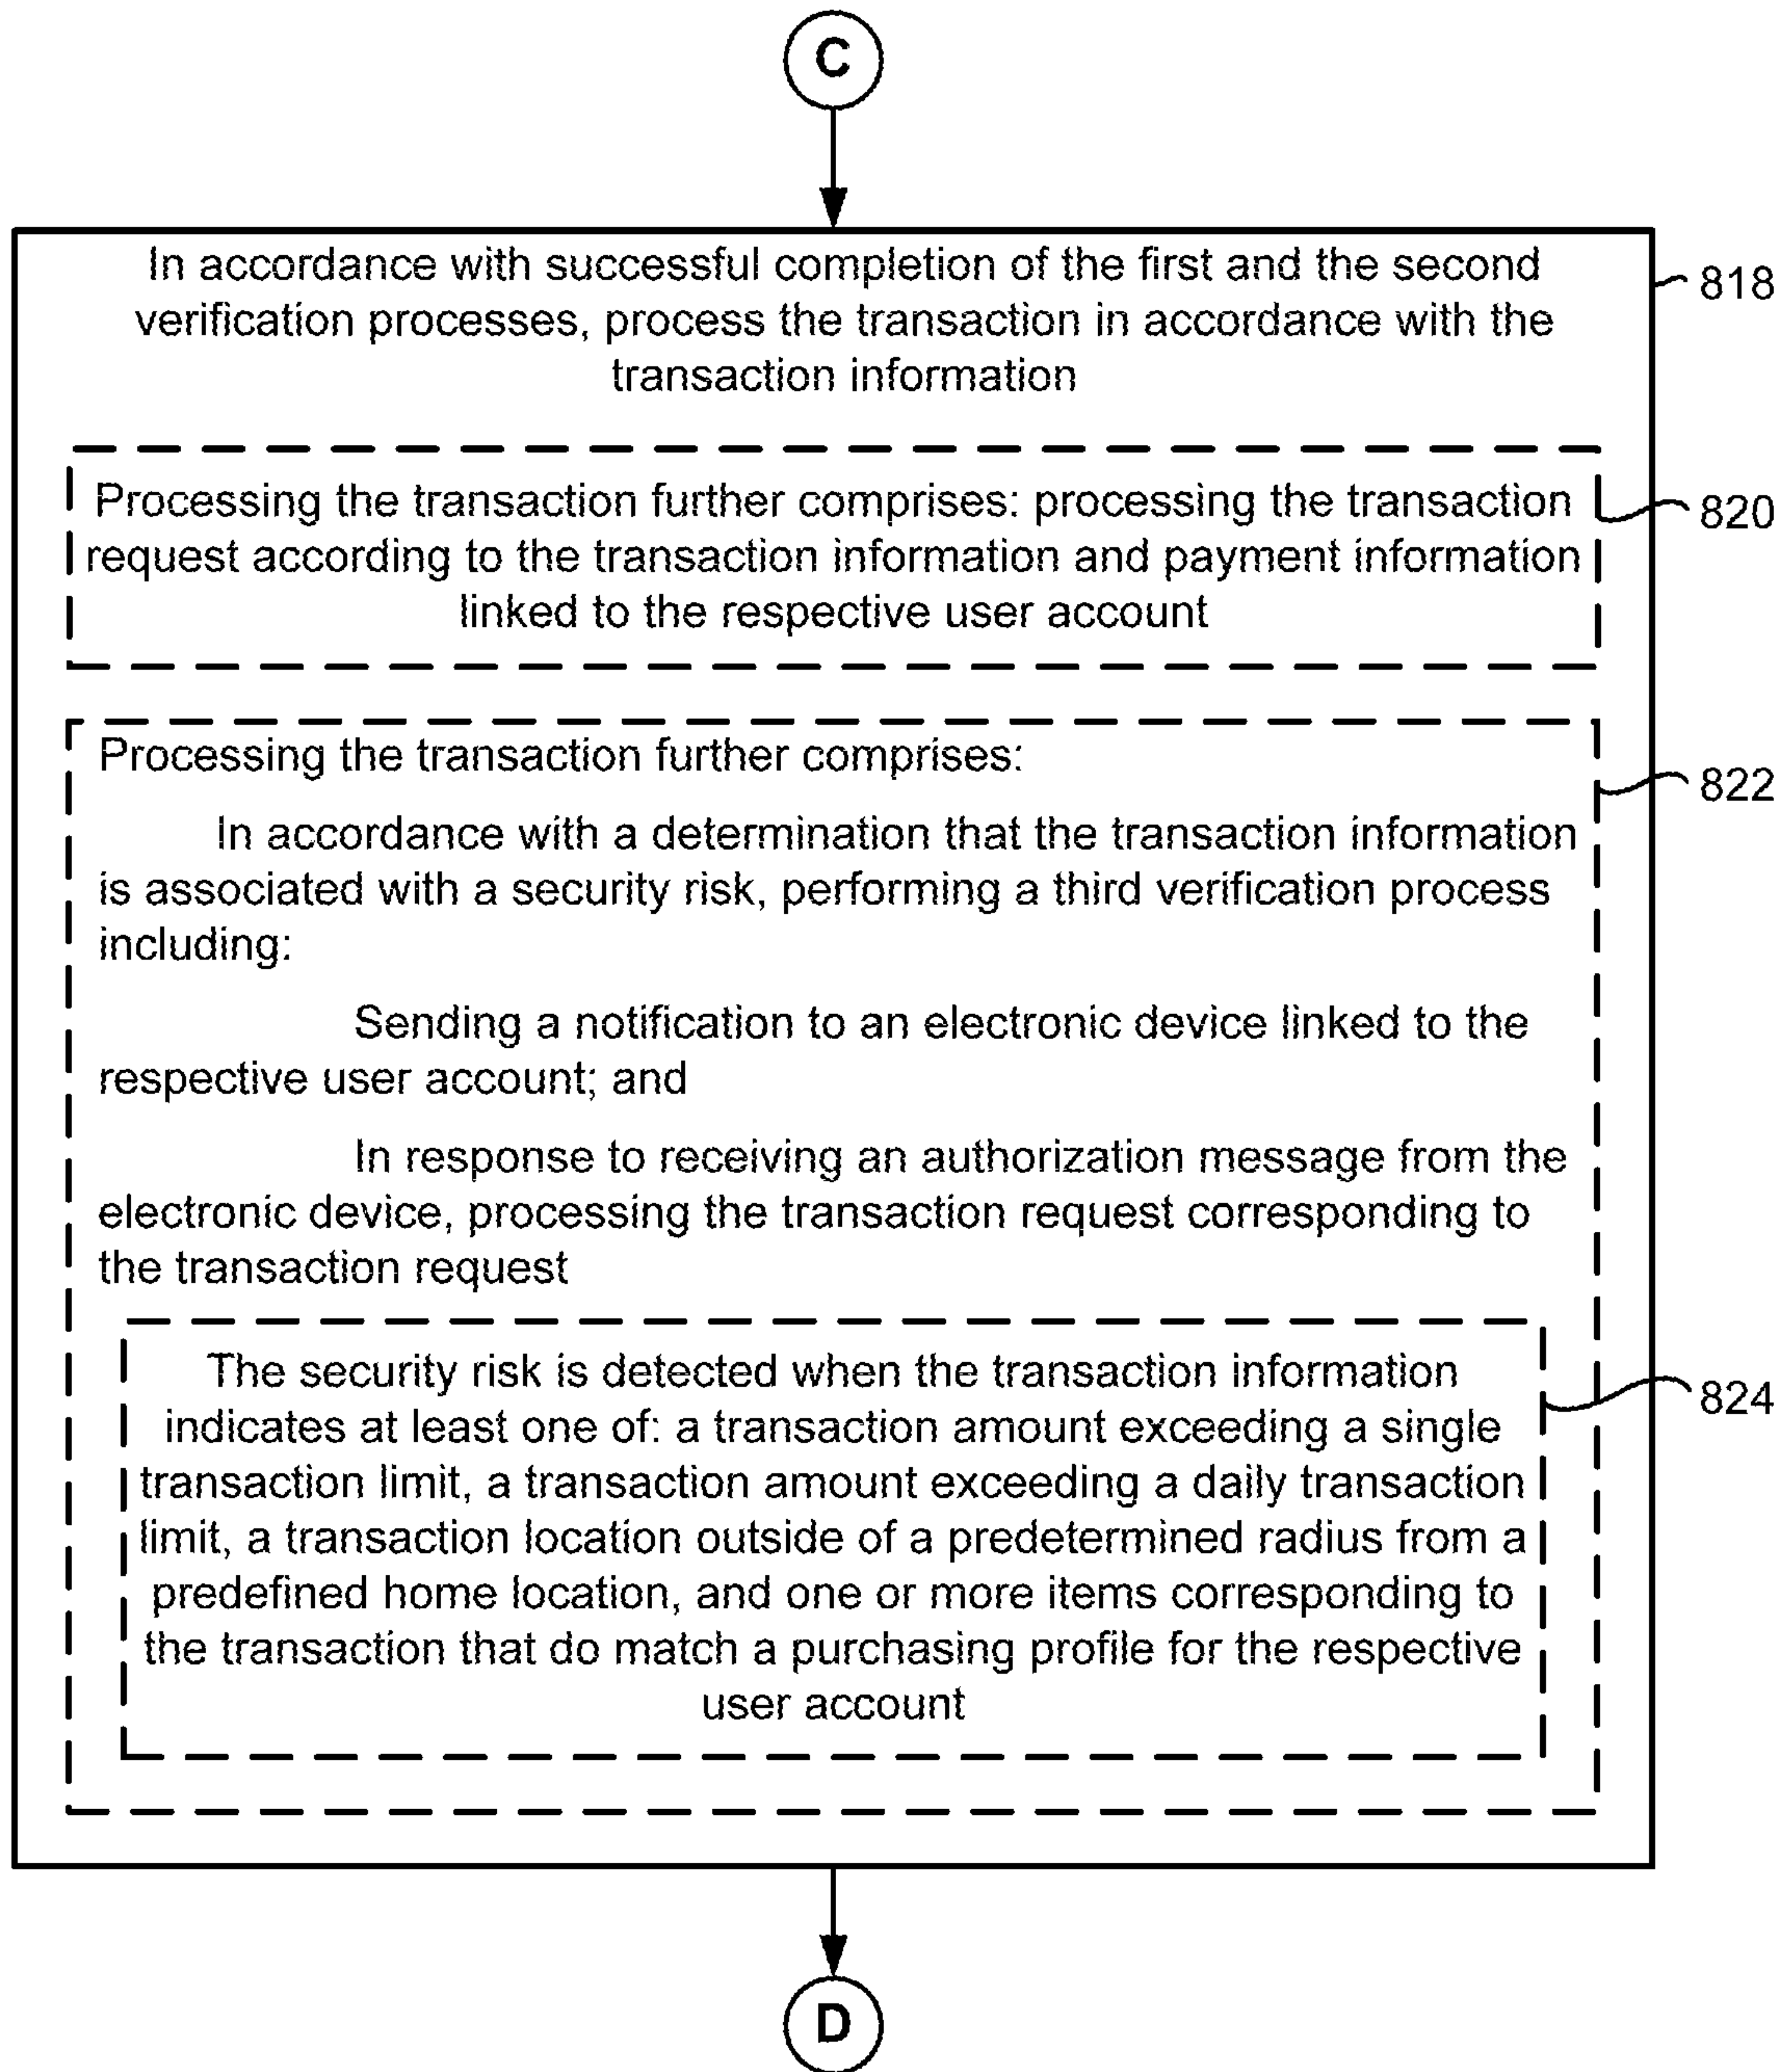 C
In accordance with successful completion of the first and the second
verification processes, process the transaction in accordance with the
transaction information
818
Processing the transaction further comprises: processing the transaction
request according to the transaction information and payment information
linked to the respective user account
820
Processing the transaction further comprises:
822
In accordance with a determination that the transaction information
is associated with a security risk, performing a third verification process
including:
Sending a notification to an electronic device linked to the
respective user account; and
In response to receiving an authorization message from the
electronic device, processing the transaction request corresponding to
the transaction request
The security risk is detected when the transaction information
824
indicates at least one of: a transaction amount exceeding a single
transaction limit, a transaction amount exceeding a daily transaction
limit, a transaction location outside of a predetermined radius from a
predefined home location, and one or more items corresponding to
the transaction that do match a purchasing profile for the respective
user account
D